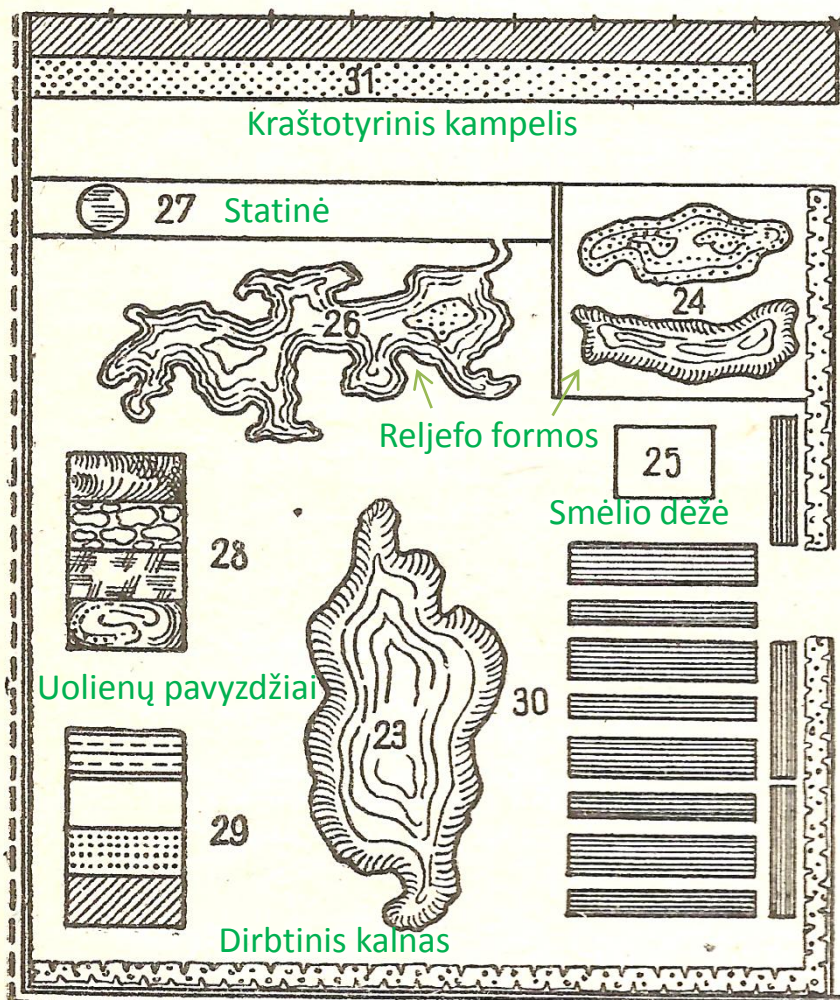 31
Kraštotyrinis kampelis
27 Statinė
24
26
Reljefo formos
25
Smėlio dėžė
28
Uolienų pavyzdžiai
30
23
29
Dirbtinis kalnas